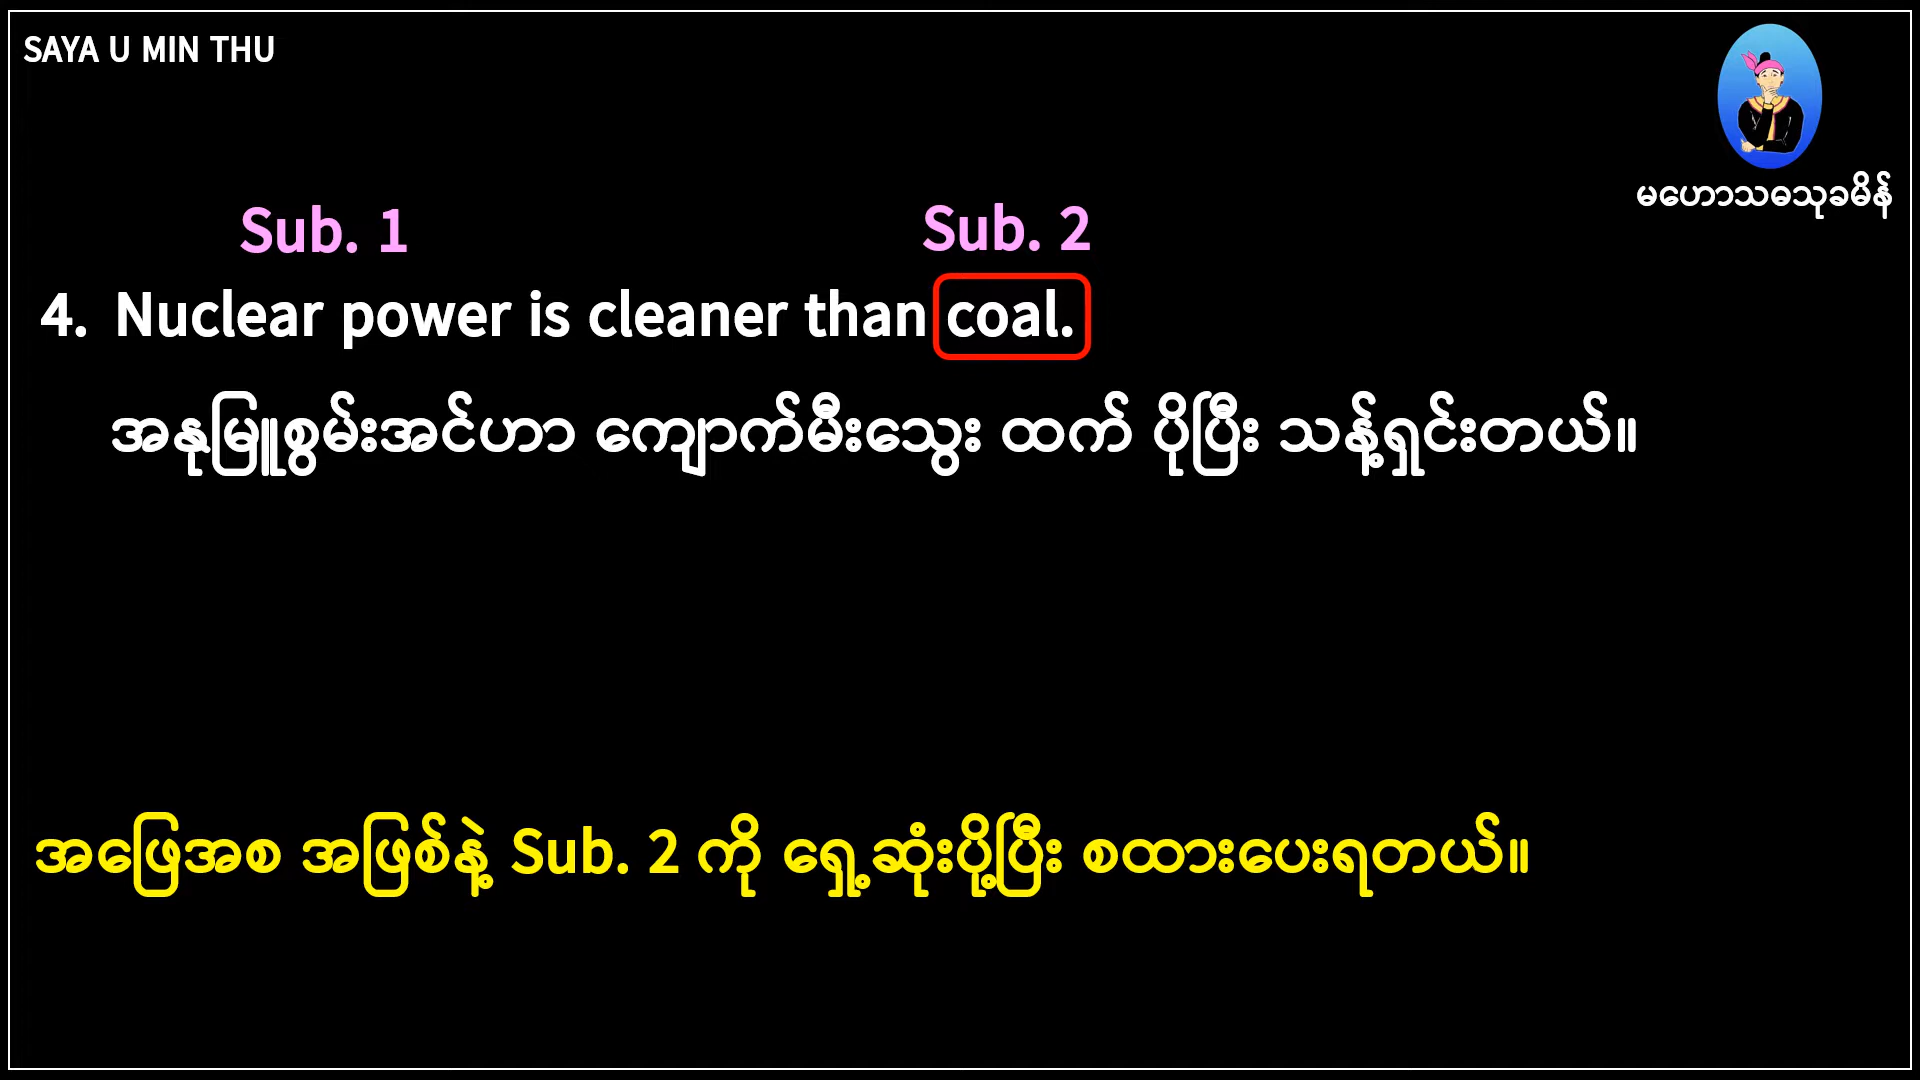 SAYA U MIN THU
မဟောသဓသုခမိန်
Sub. 1 Sub. 2
4. Nuclear power is cleaner than coal.
အနုမြူစွမ်းအင်ဟာ ကျောက်မီးသွေး ထက် ပိုပြီး သန့်ရှင်းတယ်။
အဖြေအစ အဖြစ်နဲ့ Sub. 2 ကို ရှေ့ဆုံးပို့ပြီး စထားပေးရတယ်။